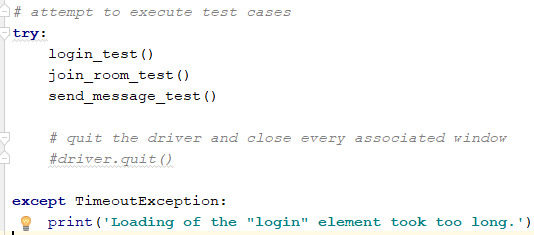 # attempt to execute test cases
try:
    login_test()
    join_room_test()
    send_message_test()
    # quit the driver and close every associated window
    #driver.quit()
except TimeoutException:
    print('Loading of the "login" element took too long.')